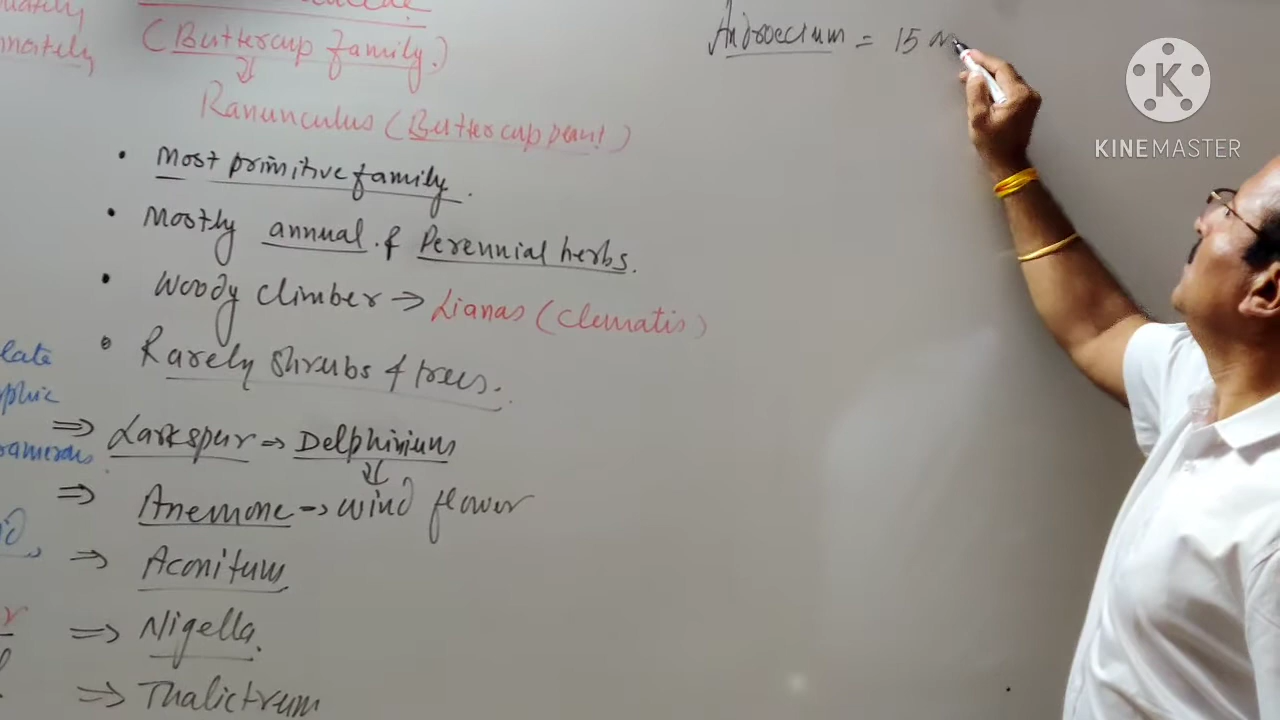 (Buttercup family.)
Ranunculus (Buttercup plant)
• Most primitive family.
• Mostly annual & Perennial herbs.
• Woody climber → Lianas (Clematis)
• Rarely shrubs & trees.
⇒ Larkspur → Delphinium
⇒ Anemone → wind flower
⇒ Aconitum
⇒ Nigella.
⇒ Thalictrum
Androecium = 15
K
KINEMASTER